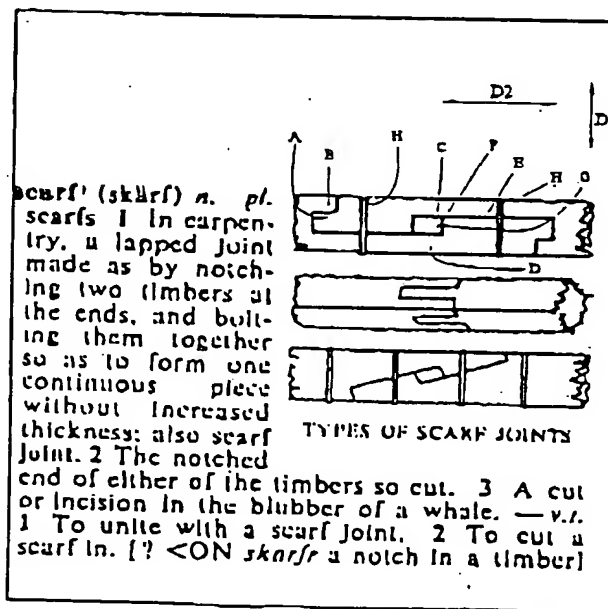 D2
D
A B H C F E H G
scarf¹ (skärf) n. pl.
scarfs 1 In carpen-
try, a lapped joint
made as by notch-
ing two timbers at
the ends, and bolt-
ing them together
so as to form one
continuous piece
without increased
thickness: also scarf
joint. 2 The notched
D
TYPES OF SCARF JOINTS
end of either of the timbers so cut. 3 A cut
or incision in the blubber of a whale. — v.t.
1 To unite with a scarf joint. 2 To cut a
scarf in. [? <ON skarfr a notch in a timber]